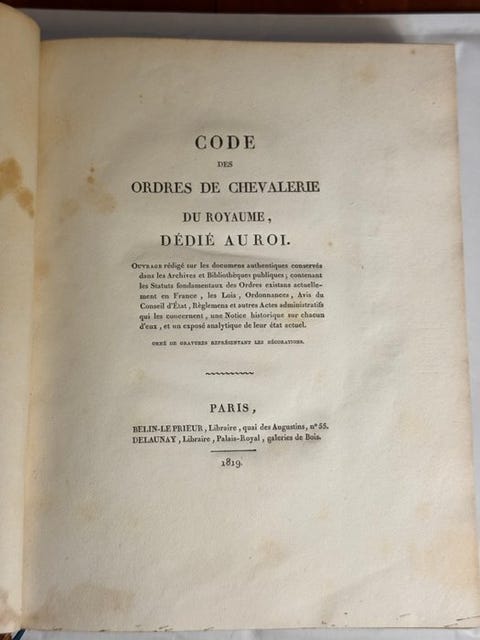 CODE
DES
ORDRES DE CHEVALERIE
DU ROYAUME,
DÉDIÉ AU ROI.
OUVRAGE rédigé sur les documens authentiques conservés
dans les Archives et Bibliothèques publiques; contenant
les Statuts fondamentaux des Ordres existans actuelle-
ment en France, les Lois, Ordonnances, Avis du
Conseil d'État, Règlemens et autres Actes administratifs
qui les concernent, une Notice historique sur chacun
d'eux, et un exposé analytique de leur état actuel.
ORNÉ DE GRAVURES REPRÉSENTANT LES DÉCORATIONS.
PARIS,
BELIN-LE PRIEUR, Libraire, quai des Augustins, n° 55.
DELAUNAY, Libraire, Palais-Royal, galeries de Bois.
1819.